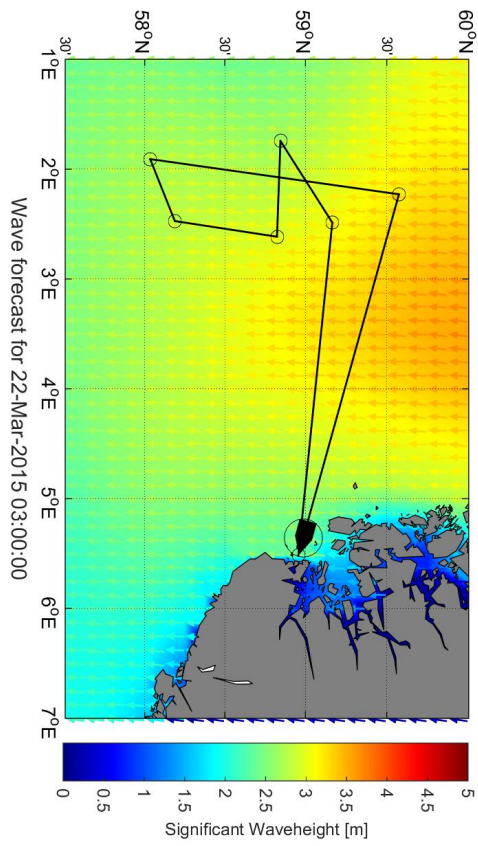 60°N
30'
59°N
30'
58°N
30'
1°E
2°E
3°E
4°E
5°E
6°E
7°E
Wave forecast for 22-Mar-2015 03:00:00
0
0.5
1
1.5
2
2.5
3
3.5
4
4.5
5
Significant Waveheight [m]